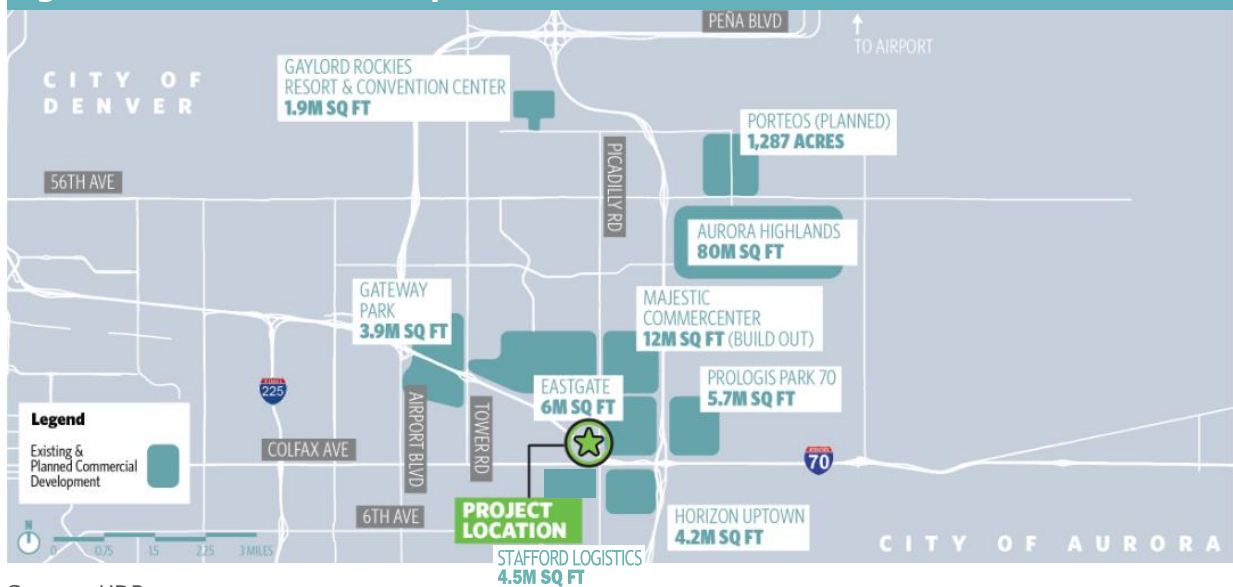 PEÑA BLVD
TO AIRPORT
CITY OF
DENVER
GAYLORD ROCKIES
RESORT & CONVENTION CENTER
1.9M SQ FT
PORTEOS (PLANNED)
1,287 ACRES
PICADILLY RD
56TH AVE
AURORA HIGHLANDS
80M SQ FT
GATEWAY
PARK
3.9M SQ FT
MAJESTIC
COMMERCENTER
12M SQ FT (BUILD OUT)
EASTGATE
6M SQ FT
PROLOGIS PARK 70
5.7M SQ FT
225
AIRPORT BLVD
TOWER RD
Legend
Existing &
Planned Commercial
Development
COLFAX AVE
70
6TH AVE
PROJECT
LOCATION
HORIZON UPTOWN
4.2M SQ FT
CITY OF AURORA
N
0 0.75 1.5 2.25 3 MILES
STAFFORD LOGISTICS
4.5M SQ FT